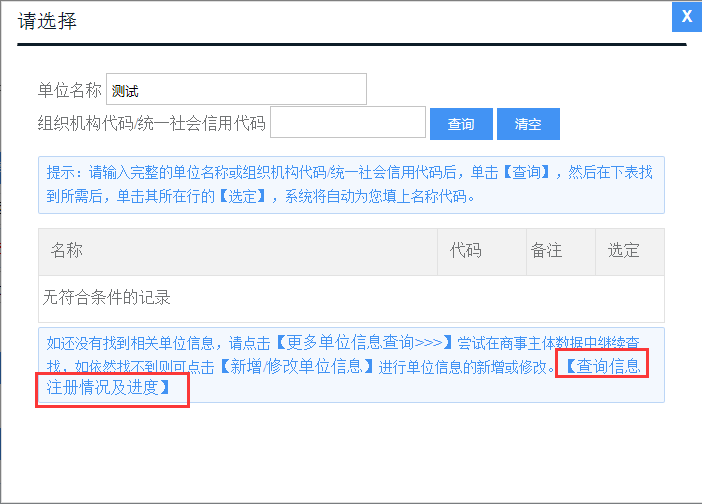 请选择
X
单位名称 测试
组织机构代码/统一社会信用代码 查询 清空
提示：请输入完整的单位名称或组织机构代码/统一社会信用代码后，单击【查询】，然后在下表找
到所需后，单击其所在行的【选定】，系统将自动为您填上名称代码。
名称 代码 备注 选定
无符合条件的记录
如还没有找到相关单位信息，请点击【更多单位信息查询>>>】尝试在商事主体数据中继续查
找，如依然找不到则可点击【新增/修改单位信息】进行单位信息的新增或修改。【查询信息
注册情况及进度】